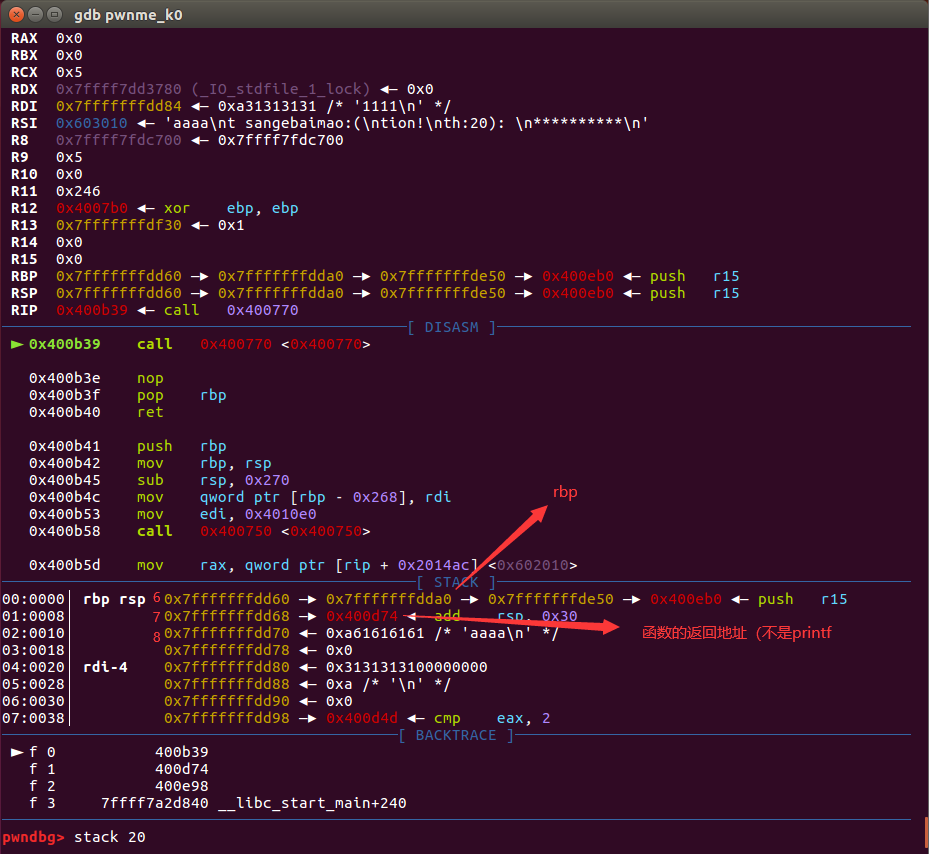 gdb pwnme_k0
RAX 0x0
RBX 0x0
RCX 0x5
RDX 0x7ffff7dd3780 (_IO_stdfile_1_lock) ◂— 0x0
RDI 0x7fffffffdd84 ◂— 0xa31313131 /* '1111\n' */
RSI 0x603010 ◂— 'aaaa\nt sangebaimao:(\ntion!\nth:20): \n**********\n'
R8 0x7ffff7fdc700 ◂— 0x7ffff7fdc700
R9 0x5
R10 0x0
R11 0x246
R12 0x4007b0 ◂— xor ebp, ebp
R13 0x7fffffffdf30 ◂— 0x1
R14 0x0
R15 0x0
RBP 0x7fffffffdd60 —▸ 0x7fffffffdda0 —▸ 0x7fffffffde50 —▸ 0x400eb0 ◂— push r15
RSP 0x7fffffffdd60 —▸ 0x7fffffffdda0 —▸ 0x7fffffffde50 —▸ 0x400eb0 ◂— push r15
RIP 0x400b39 ◂— call 0x400770
[ DISASM ]
► 0x400b39 call 0x400770 <0x400770>
0x400b3e nop
0x400b3f pop rbp
0x400b40 ret
0x400b41 push rbp
0x400b42 mov rbp, rsp
0x400b45 sub rsp, 0x270
0x400b4c mov qword ptr [rbp - 0x268], rdi
rbp
0x400b53 mov edi, 0x4010e0
0x400b58 call 0x400750 <0x400750>
0x400b5d mov rax, qword ptr [rip + 0x2014ac] <0x602010>
[ STACK ]
00:0000│ rbp rsp 6 0x7fffffffdd60 —▸ 0x7fffffffdda0 —▸ 0x7fffffffde50 —▸ 0x400eb0 ◂— push r15
01:0008│ 7 0x7fffffffdd68 —▸ 0x400d74 ◂— add rsp, 0x30
02:0010│ 8 0x7fffffffdd70 ◂— 0xa61616161 /* 'aaaa\n' */ 函数的返回地址（不是printf
03:0018│ 0x7fffffffdd78 ◂— 0x0
04:0020│ rdi-4 0x7fffffffdd80 ◂— 0x3131313100000000
05:0028│ 0x7fffffffdd88 ◂— 0xa /* '\n' */
06:0030│ 0x7fffffffdd90 ◂— 0x0
07:0038│ 0x7fffffffdd98 —▸ 0x400d4d ◂— cmp eax, 2
[ BACKTRACE ]
► f 0 400b39
f 1 400d74
f 2 400e98
f 3 7ffff7a2d840 __libc_start_main+240
pwndbg> stack 20